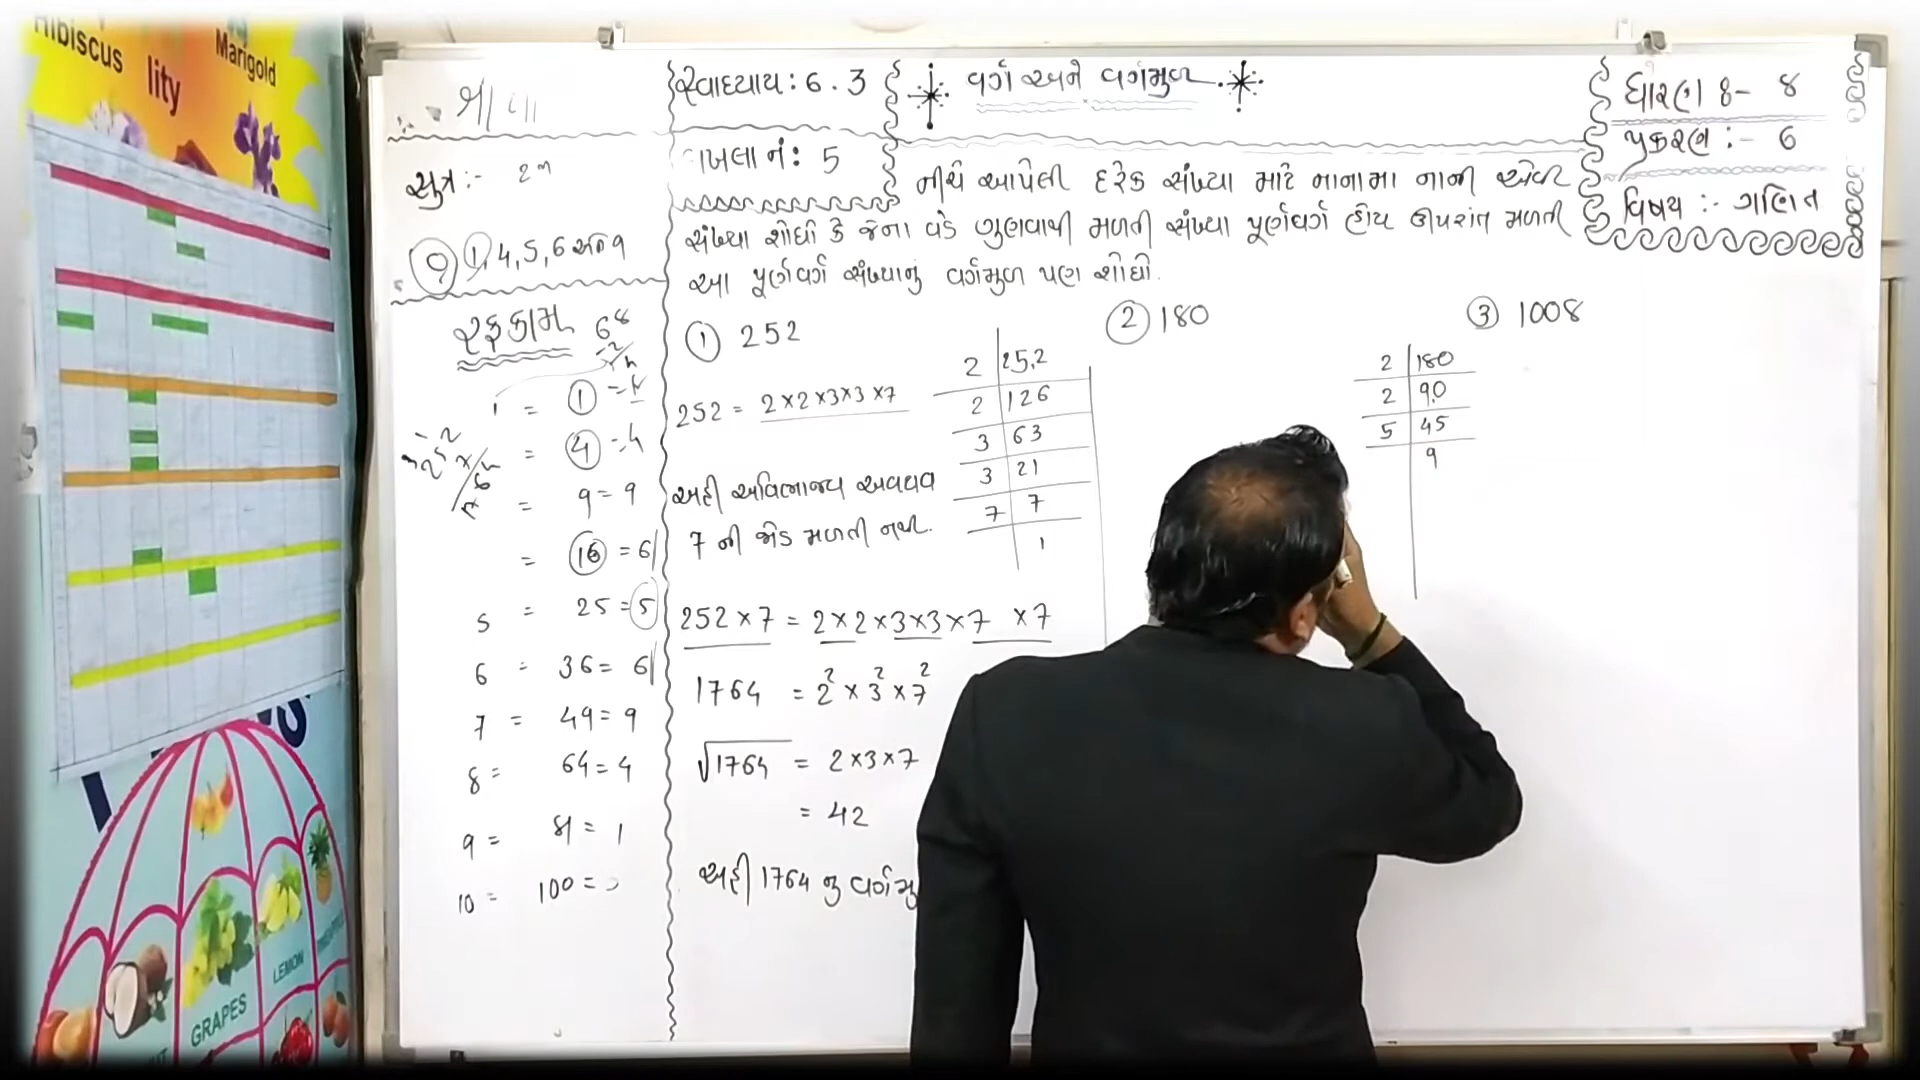 Hibiscus
lity
Marigold
સ્વાધ્યાય: 6.3
વર્ગ અને વર્ગમૂળ
ધોરણ :- 8
પ્રકરણ :- 6
વિષય :- ગણિત
સુત્ર :-
1, 4, 5, 6 અને 9
દાખલા નં: 5
નીચે આપેલી દરેક સંખ્યા માટે નાનામાં નાની એવી
સંખ્યા શોધો કે જેના વડે ગુણવાથી મળતી સંખ્યા પૂર્ણવર્ગ હોય ઉપરાંત મળતી
આ પૂર્ણવર્ગ સંખ્યાનું વર્ગમૂળ પણ શોધો.
રફકામ
= 1 =
= 4 = 4
= 9 = 9
= 16 = 6
5 = 25 = 5
6 = 36 = 6
7 = 49 = 9
8 = 64 = 4
9 = 81 = 1
10 = 100 =
① 252
252 = 2×2×3×3×7
2 | 252
2 | 126
3 | 63
3 | 21
7 | 7
1
અહી અવિભાજ્ય અવયવ
7 ની જોડ મળતી નથી.
252 × 7 = 2×2×3×3×7 ×7
1764 = 2² × 3² × 7²
√1764 = 2×3×7
= 42
અહી 1764 નુ વર્ગમૂ
② 180
2 | 180
2 | 90
5 | 45
9
③ 1008
GRAPES
LEMON